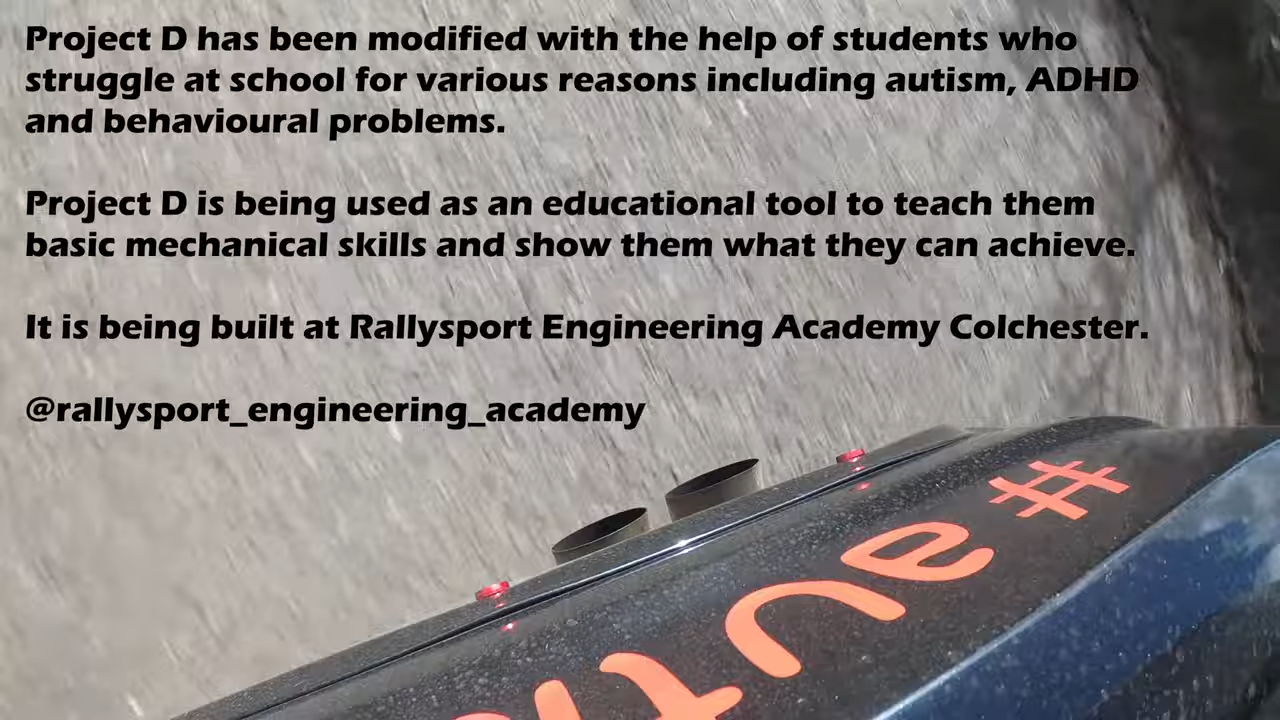 Project D has been modified with the help of students who
struggle at school for various reasons including autism, ADHD
and behavioural problems.
Project D is being used as an educational tool to teach them
basic mechanical skills and show them what they can achieve.
It is being built at Rallysport Engineering Academy Colchester.
@rallysport_engineering_academy
#aut